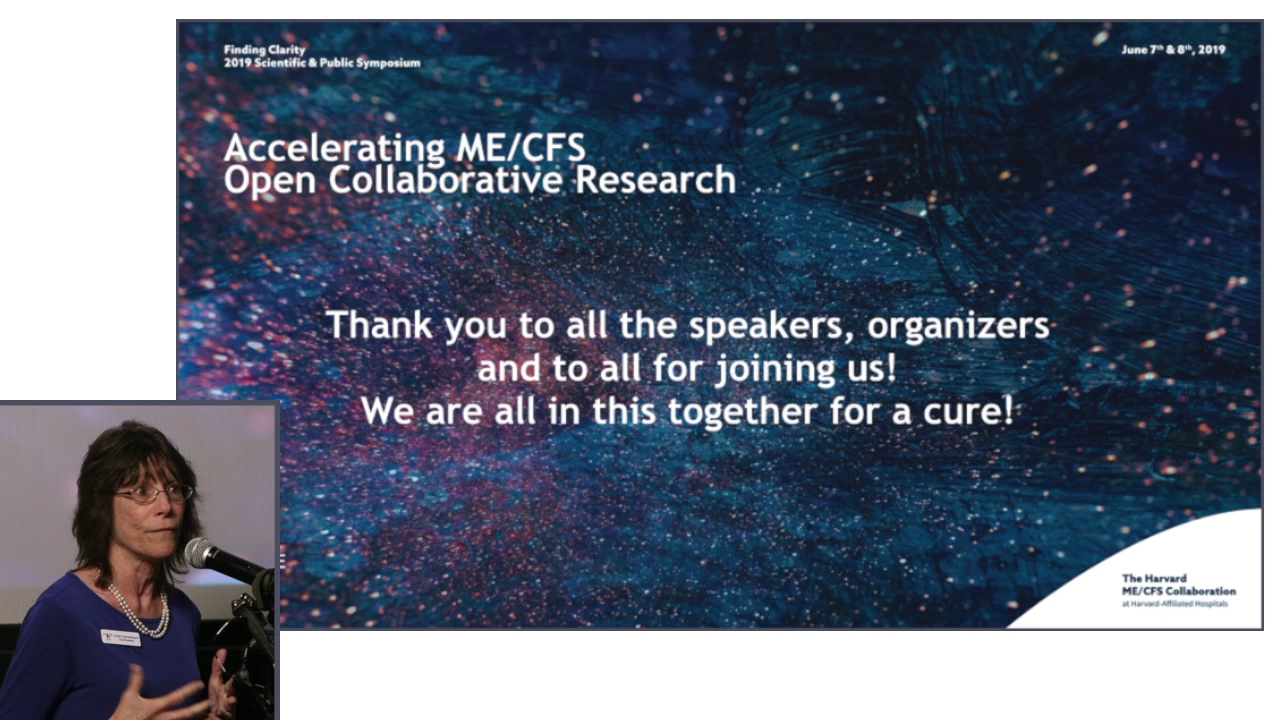 Finding Clarity
2019 Scientific & Public Symposium
June 7th & 8th, 2019
Accelerating ME/CFS
Open Collaborative Research
Thank you to all the speakers, organizers
and to all for joining us!
We are all in this together for a cure!
The Harvard
ME/CFS Collaboration
at Harvard-Affiliated Hospitals